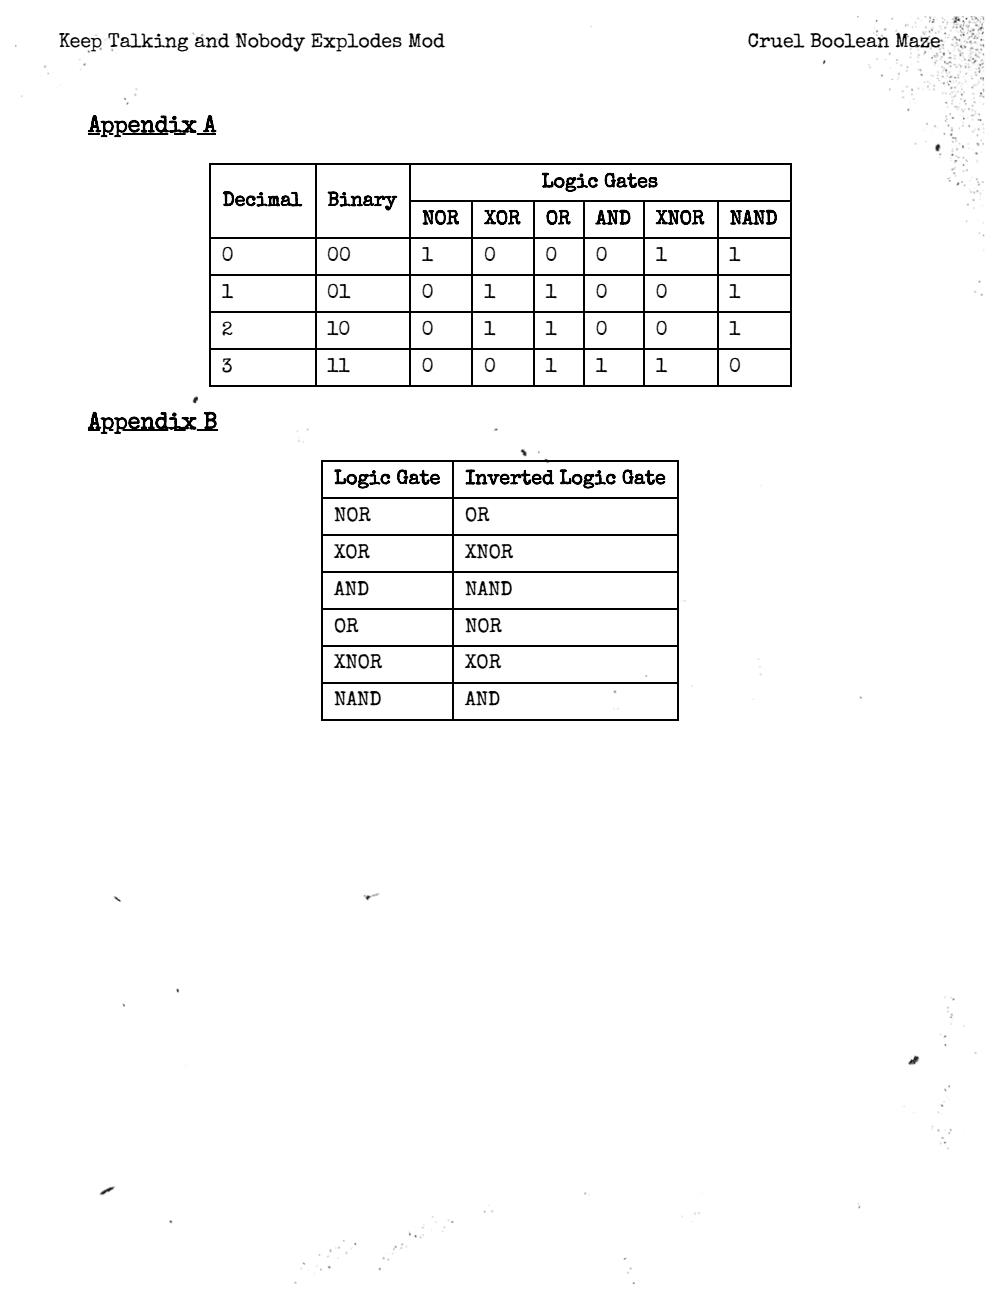 Keep Talking and Nobody Explodes Mod Cruel Boolean Maze
Appendix A
Decimal Binary Logic Gates
NOR XOR OR AND XNOR NAND
0 00 1 0 0 0 1 1
1 01 0 1 1 0 0 1
2 10 0 1 1 0 0 1
3 11 0 0 1 1 1 0
Appendix B
Logic Gate Inverted Logic Gate
NOR OR
XOR XNOR
AND NAND
OR NOR
XNOR XOR
NAND AND